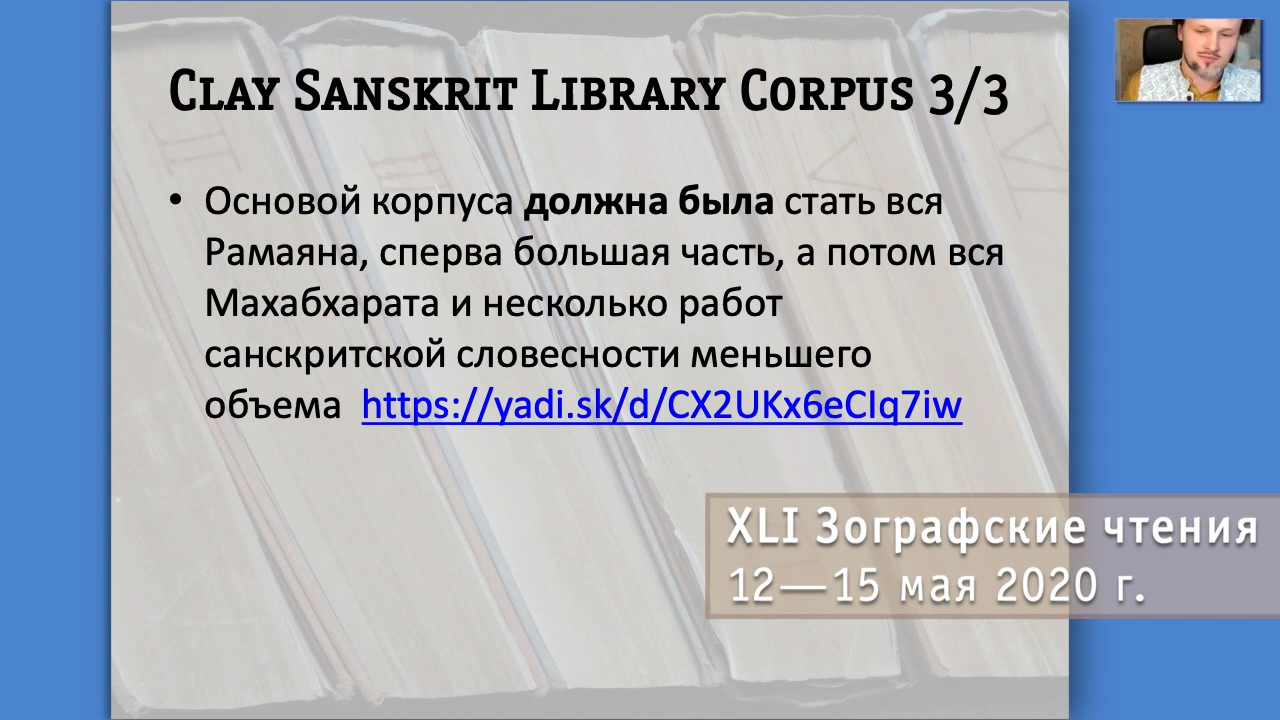 Clay Sanskrit Library Corpus 3/3
• Основой корпуса должна была стать вся
Рамаяна, сперва большая часть, а потом вся
Махабхарата и несколько работ
санскритской словесности меньшего
объема https://yadi.sk/d/CX2UKx6eCIq7iw
XLI Зографские чтения
12—15 мая 2020 г.